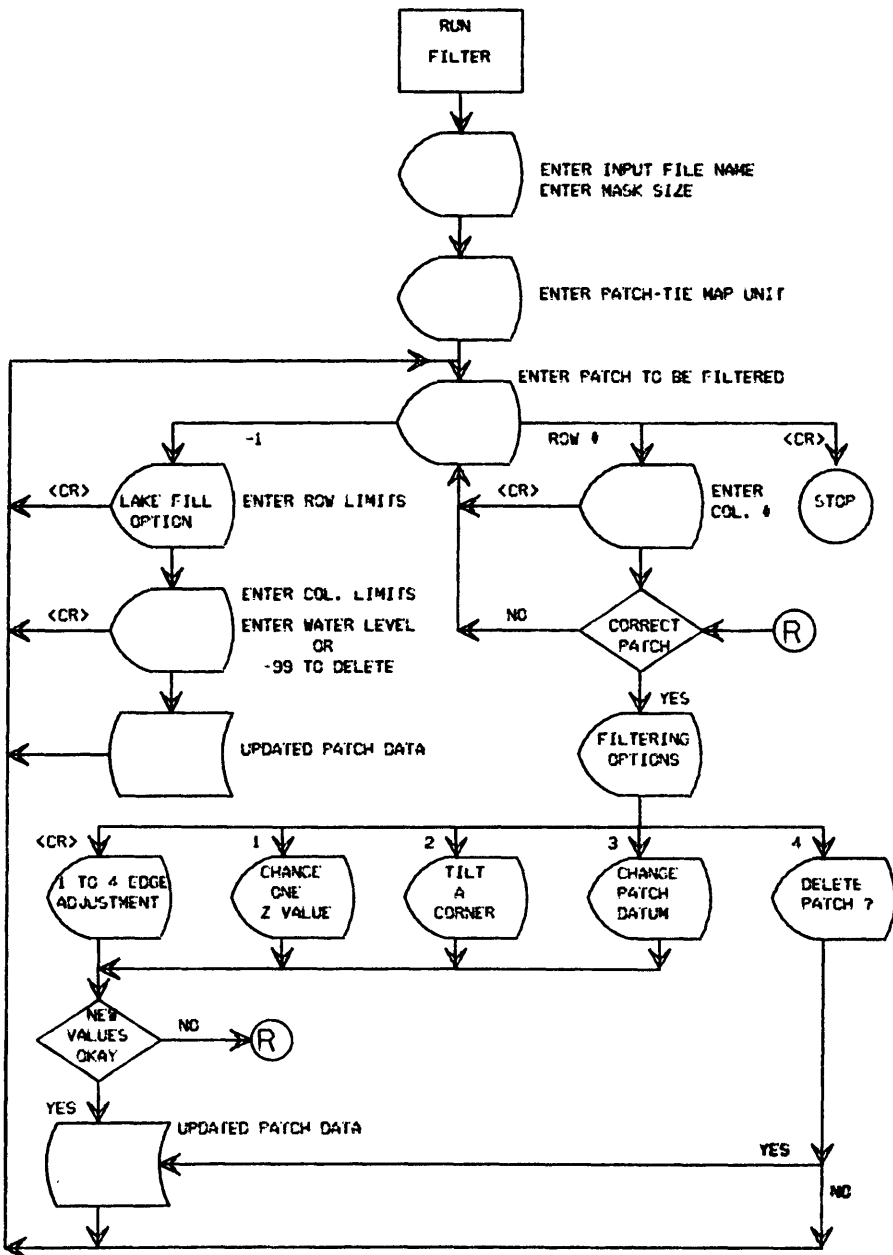 RUN
FILTER
ENTER INPUT FILE NAME
ENTER MASK SIZE
ENTER PATCH-TIE MAP UNIT
ENTER PATCH TO BE FILTERED
-1
ROW #
<CR>
<CR>
LAKE FILL
OPTION
ENTER ROW LIMITS
<CR>
ENTER
COL. #
STOP
<CR>
ENTER COL. LIMITS
ENTER WATER LEVEL
OR
-99 TO DELETE
NO
CORRECT
PATCH
R
YES
UPDATED PATCH DATA
FILTERING
OPTIONS
<CR>
1
2
3
4
1 TO 4 EDGE
ADJUSTMENT
CHANGE
ONE
Z VALUE
TILT
A
CORNER
CHANGE
PATCH
DATUM
DELETE
PATCH ?
NEW
VALUES
OKAY
NO
R
YES
UPDATED PATCH DATA
YES
NO